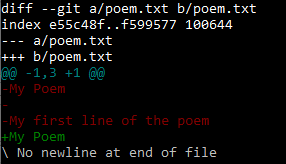 diff --git a/poem.txt b/poem.txt
index e55c48f..f599577 100644
--- a/poem.txt
+++ b/poem.txt
@@ -1,3 +1 @@
-My Poem
-
-My first line of the poem
+My Poem
\ No newline at end of file